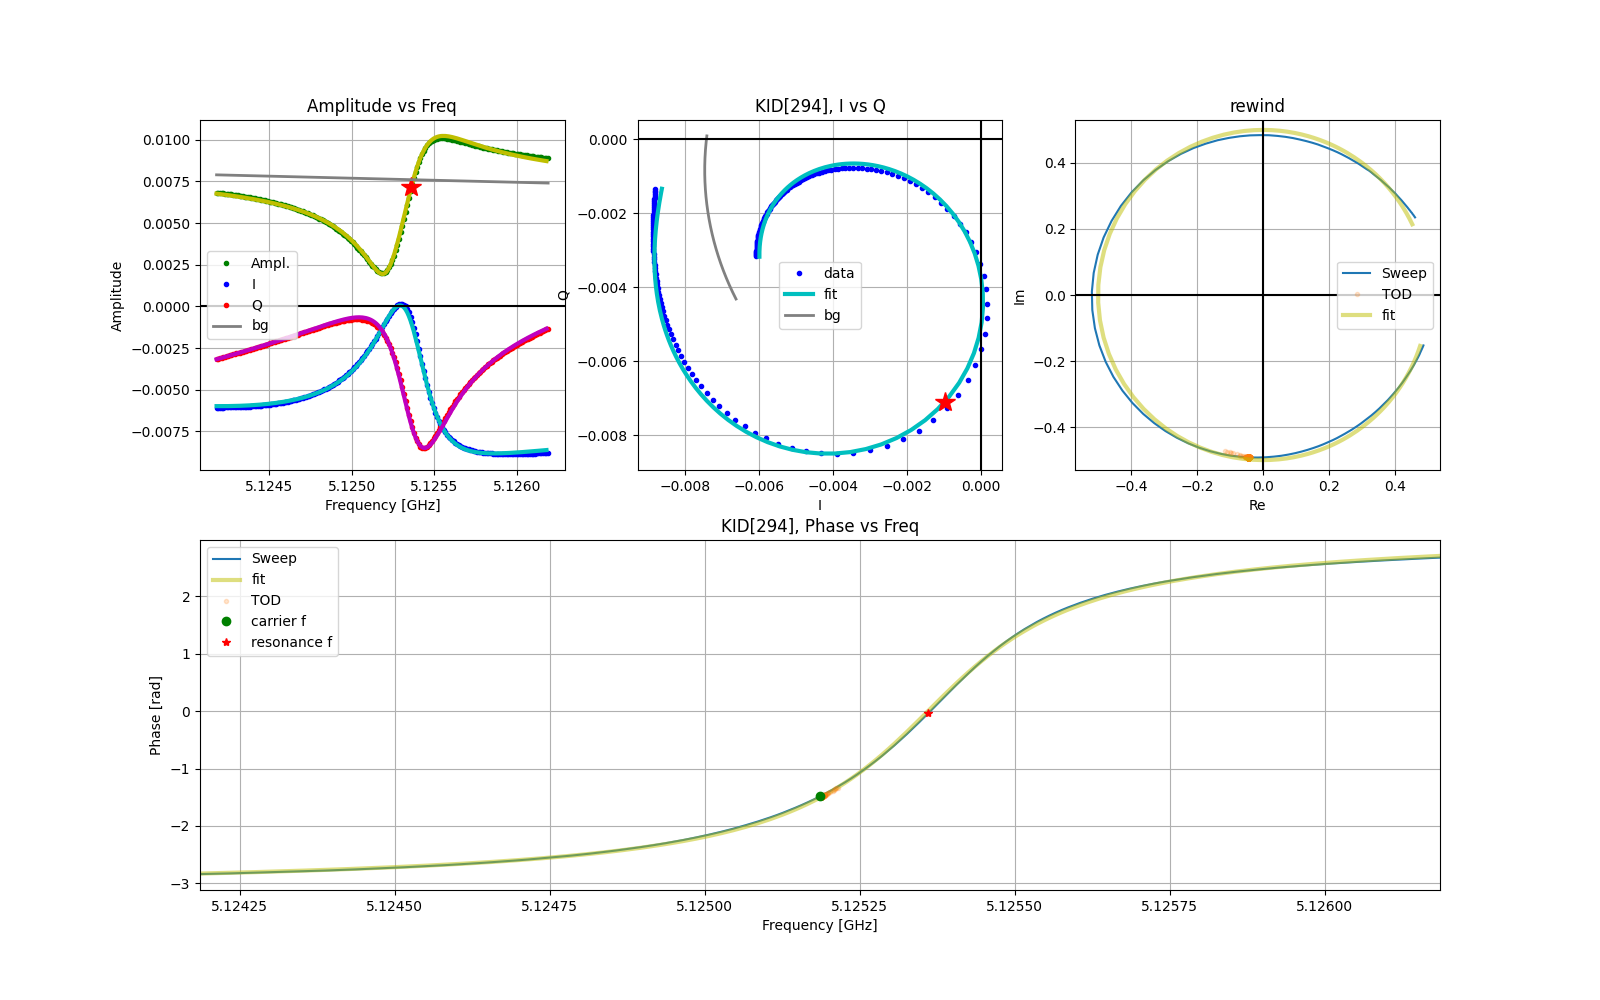 Amplitude vs Freq
0.0100
0.0075
0.0050
0.0025
0.0000
−0.0025
−0.0050
−0.0075
Amplitude
Ampl.
I
Q
bg
5.1245
5.1250
5.1255
5.1260
Frequency [GHz]
KID[294], I vs Q
0.000
−0.002
−0.004
−0.006
−0.008
Q
data
fit
bg
−0.008
−0.006
−0.004
−0.002
0.000
I
rewind
0.4
0.2
0.0
−0.2
−0.4
Im
Sweep
TOD
fit
−0.4
−0.2
0.0
0.2
0.4
Re
KID[294], Phase vs Freq
2
1
0
−1
−2
−3
Phase [rad]
Sweep
fit
TOD
carrier f
resonance f
5.12425
5.12450
5.12475
5.12500
5.12525
5.12550
5.12575
5.12600
Frequency [GHz]